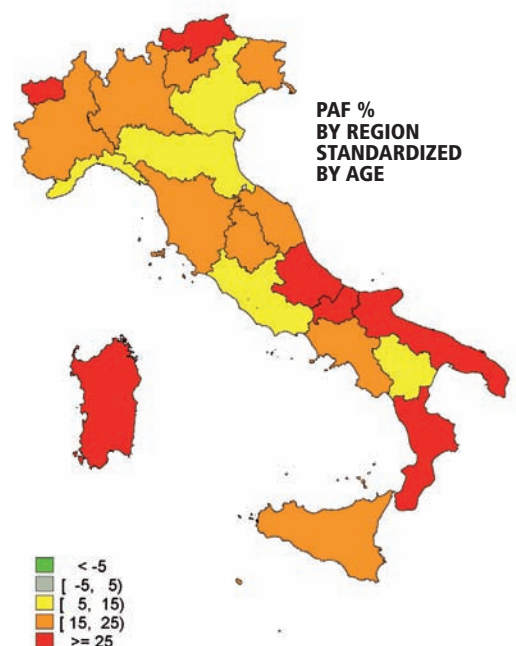 PAF %
BY REGION
STANDARDIZED
BY AGE
< -5
[ -5, 5)
[ 5, 15)
[ 15, 25)
>= 25